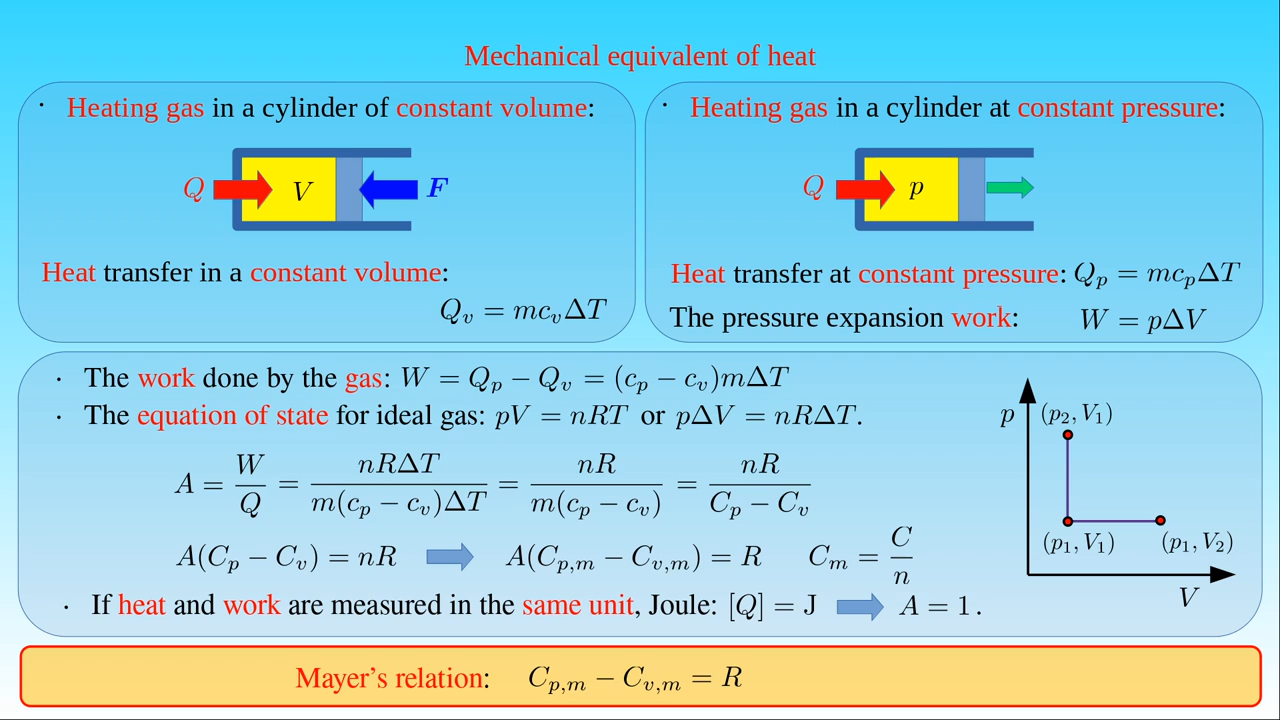 Mechanical equivalent of heat
· Heating gas in a cylinder of constant volume:
Q V F
Heat transfer in a constant volume:
Q_v = mc_vΔT
· Heating gas in a cylinder at constant pressure:
Q p
Heat transfer at constant pressure: Q_p = mc_pΔT
The pressure expansion work: W = pΔV
· The work done by the gas: W = Q_p − Q_v = (c_p − c_v)mΔT
· The equation of state for ideal gas: pV = nRT or pΔV = nRΔT.
A = W/Q = nRΔT/m(c_p − c_v)ΔT = nR/m(c_p − c_v) = nR/C_p − C_v
A(C_p − C_v) = nR A(C_{p,m} − C_{v,m}) = R C_m = C/n
· If heat and work are measured in the same unit, Joule: [Q] = J A = 1.
p (p_2, V_1)
(p_1, V_1) (p_1, V_2)
V
Mayer's relation: C_{p,m} − C_{v,m} = R